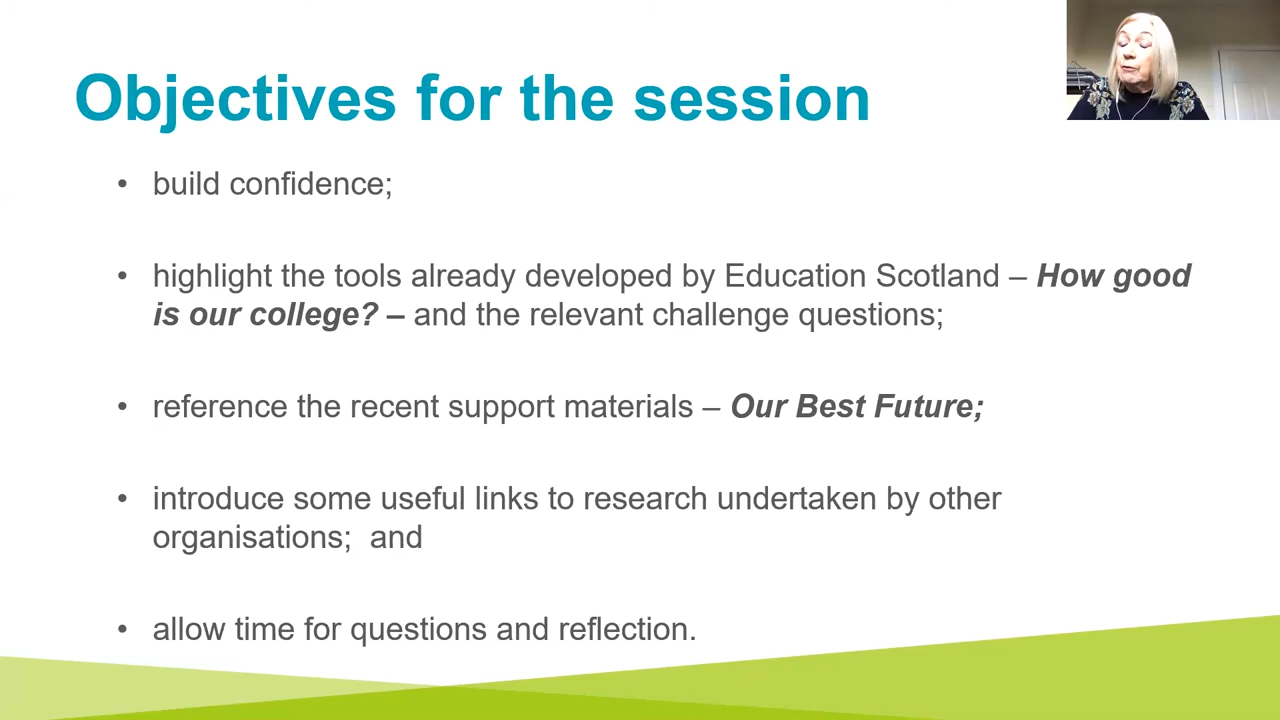 Objectives for the session
• build confidence;
• highlight the tools already developed by Education Scotland – How good
is our college? – and the relevant challenge questions;
• reference the recent support materials – Our Best Future;
• introduce some useful links to research undertaken by other
organisations;  and
• allow time for questions and reflection.